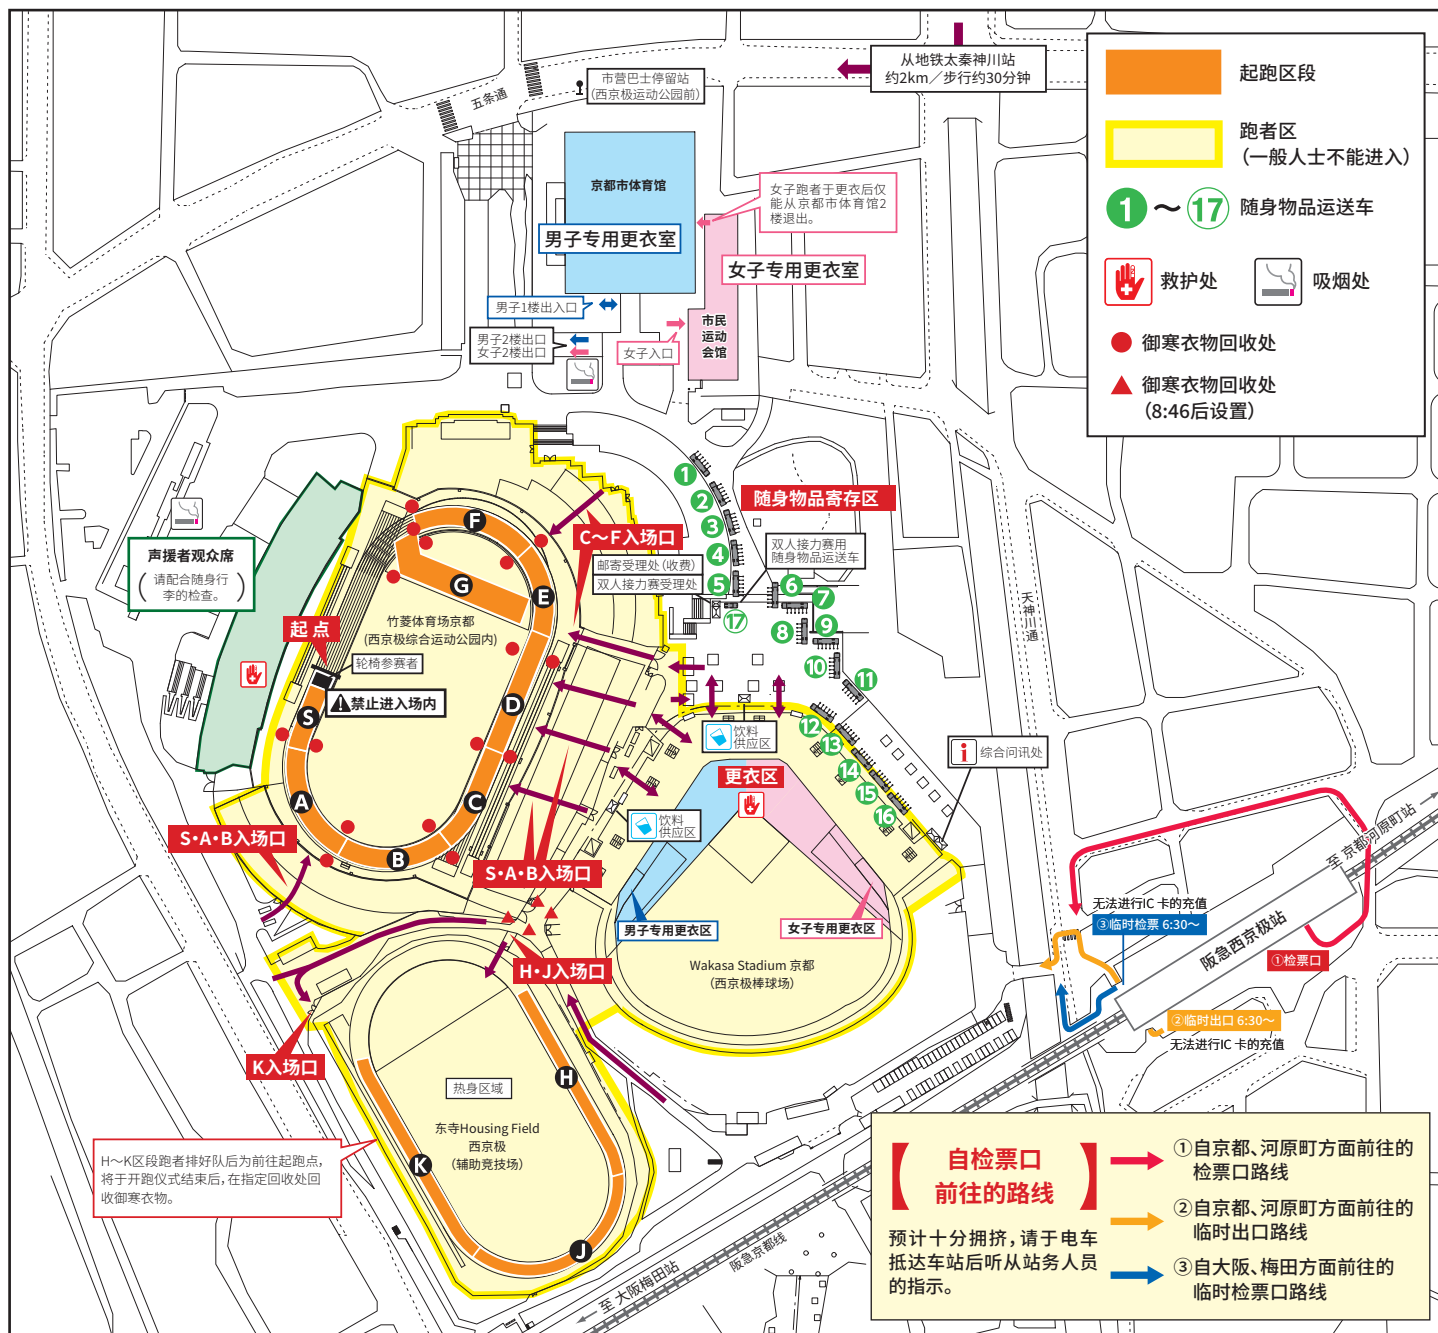 从地铁太秦神川站
约2km／步行约30分钟
市营巴士停留站
(西京极运动公园前)
五条通
起跑区段
跑者区
(一般人士不能进入)
1～17 随身物品运送车
救护处
吸烟处
御寒衣物回收处
御寒衣物回收处
(8:46后设置)
京都市体育馆
男子专用更衣室
女子跑者于更衣后仅
能从京都市体育馆2
楼退出。
女子专用更衣室
男子1楼出入口
男子2楼出口
女子2楼出口
女子入口
市民
运动
会馆
声援者观众席
(请配合随身行
李的检查。)
起点
轮椅参赛者
禁止进入场内
竹菱体育场京都
(西京极综合运动公园内)
F
G
E
D
S
A
B
C
C～F入场口
邮寄受理处(收费)
双人接力赛受理处
随身物品寄存区
双人接力赛用
随身物品运送车
1
2
3
4
5
17
6
7
8
9
10
11
12
13
14
15
16
天神川通
饮料
供应区
饮料
供应区
更衣区
i 综合问讯处
S・A・B入场口
S・A・B入场口
男子专用更衣区
女子专用更衣区
Wakasa Stadium 京都
(西京极棒球场)
H・J入场口
K入场口
热身区域
东寺Housing Field
西京极
(辅助竞技场)
H
K
J
H～K区段跑者排好队后为前往起跑点,
将于开跑仪式结束后,在指定回收处回
收御寒衣物。
至 京都河原町站
阪急西京极站
无法进行IC 卡的充值
③临时检票 6:30～
①检票口
②临时出口 6:30～
无法进行IC 卡的充值
至 大阪梅田站
阪急京都线
【自检票口
前往的路线】
预计十分拥挤,请于电车
抵达车站后听从站务人员
的指示。
①自京都、河原町方面前往的
检票口路线
②自京都、河原町方面前往的
临时出口路线
③自大阪、梅田方面前往的
临时检票口路线